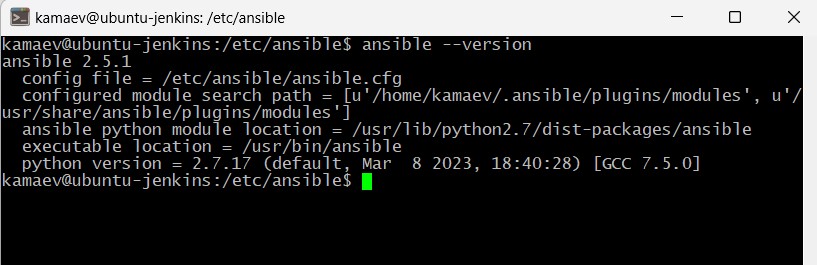 kamaev@ubuntu-jenkins: /etc/ansible
kamaev@ubuntu-jenkins:/etc/ansible$ ansible --version
ansible 2.5.1
  config file = /etc/ansible/ansible.cfg
  configured module search path = [u'/home/kamaev/.ansible/plugins/modules', u'/
usr/share/ansible/plugins/modules']
  ansible python module location = /usr/lib/python2.7/dist-packages/ansible
  executable location = /usr/bin/ansible
  python version = 2.7.17 (default, Mar  8 2023, 18:40:28) [GCC 7.5.0]
kamaev@ubuntu-jenkins:/etc/ansible$